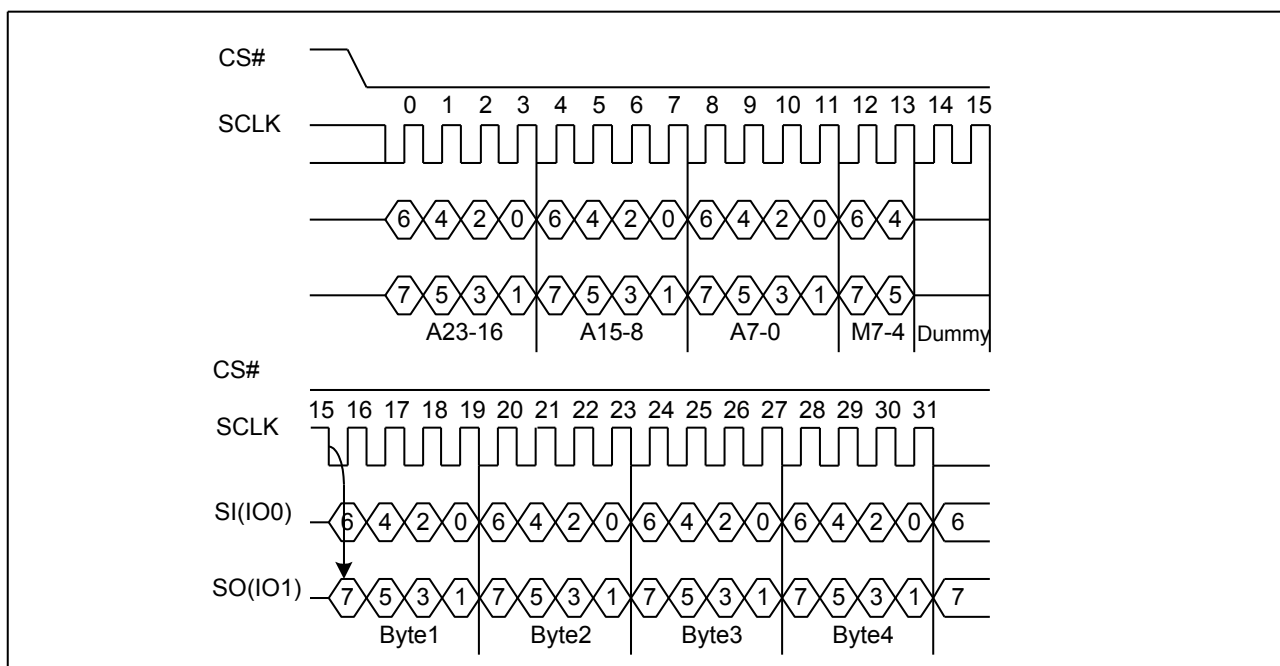 CS#
0 1 2 3 4 5 6 7 8 9 10 11 12 13 14 15
SCLK
6 4 2 0 6 4 2 0 6 4 2 0 6 4
7 5 3 1 7 5 3 1 7 5 3 1 7 5
A23-16 A15-8 A7-0 M7-4 Dummy
CS#
15 16 17 18 19 20 21 22 23 24 25 26 27 28 29 30 31
SCLK
SI(IO0) 6 4 2 0 6 4 2 0 6 4 2 0 6 4 2 0 6
SO(IO1) 7 5 3 1 7 5 3 1 7 5 3 1 7 5 3 1 7
Byte1 Byte2 Byte3 Byte4